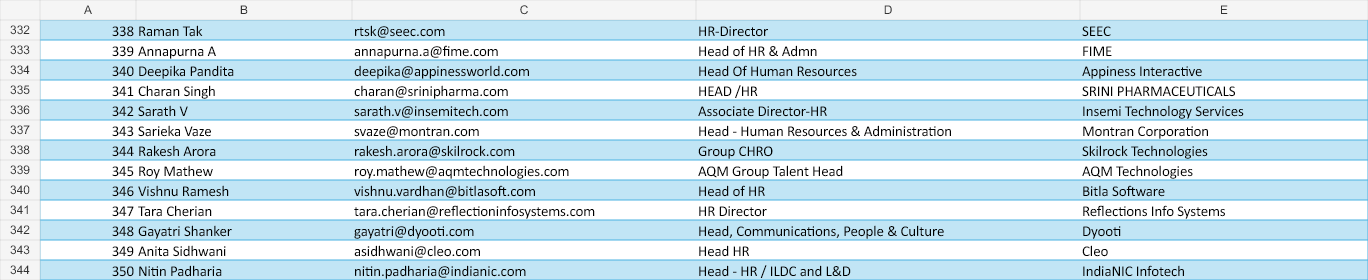 A B C D E
332 338 Raman Tak rtsk@seec.com HR-Director SEEC
333 339 Annapurna A annapurna.a@fime.com Head of HR & Admn FIME
334 340 Deepika Pandita deepika@appinessworld.com Head Of Human Resources Appiness Interactive
335 341 Charan Singh charan@srinipharma.com HEAD /HR SRINI PHARMACEUTICALS
336 342 Sarath V sarath.v@insemitech.com Associate Director-HR Insemi Technology Services
337 343 Sarieka Vaze svaze@montran.com Head - Human Resources & Administration Montran Corporation
338 344 Rakesh Arora rakesh.arora@skilrock.com Group CHRO Skilrock Technologies
339 345 Roy Mathew roy.mathew@aqmtechnologies.com AQM Group Talent Head AQM Technologies
340 346 Vishnu Ramesh vishnu.vardhan@bitlasoft.com Head of HR Bitla Software
341 347 Tara Cherian tara.cherian@reflectioninfosystems.com HR Director Reflections Info Systems
342 348 Gayatri Shanker gayatri@dyooti.com Head, Communications, People & Culture Dyooti
343 349 Anita Sidhwani asidhwani@cleo.com Head HR Cleo
344 350 Nitin Padharia nitin.padharia@indianic.com Head - HR / ILDC and L&D IndiaNIC Infotech